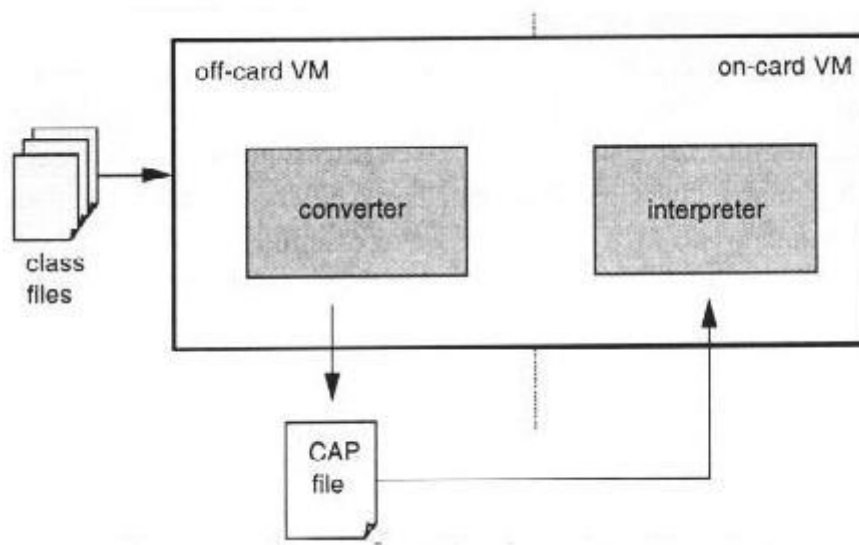 off-card VM
on-card VM
converter
interpreter
class
files
CAP
file